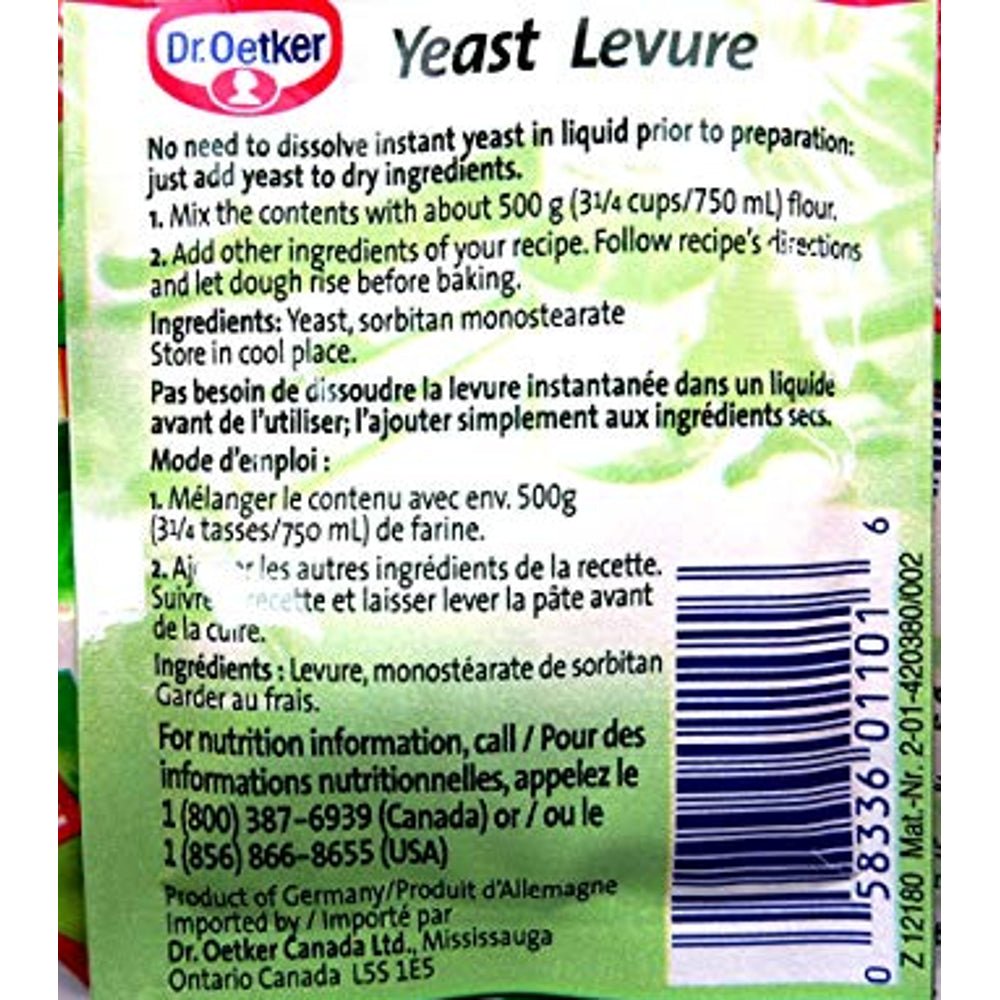 Dr. Oetker
Yeast Levure
No need to dissolve instant yeast in liquid prior to preparation:
just add yeast to dry ingredients.
1. Mix the contents with about 500 g (3 1/4 cups/750 mL) flour.
2. Add other ingredients of your recipe. Follow recipe's directions
and let dough rise before baking.
Ingredients: Yeast, sorbitan monostearate
Store in cool place.
Pas besoin de dissoudre la levure instantanée dans un liquide
avant de l'utiliser; l'ajouter simplement aux ingrédients secs.
Mode d'emploi :
1. Mélanger le contenu avec env. 500g
(3 1/4 tasses/750 mL) de farine.
2. les autres ingrédients de la recette.
Suivre recette et laisser lever la pâte avant
de la cuire.
Ingrédients : Levure, monostéarate de sorbitan
Garder au frais.
For nutrition information, call / Pour des
informations nutritionnelles, appelez le
1 (800) 387-6939 (Canada) or / ou le
1 (856) 866-8655 (USA)
Product of Germany/Produit d'Allemagne
Imported by / Importé par
Dr. Oetker Canada Ltd., Mississauga
Ontario Canada L5S 1E5
0 58336 01101 6
Z 12180 Mat.-Nr. 2-01-420380/002